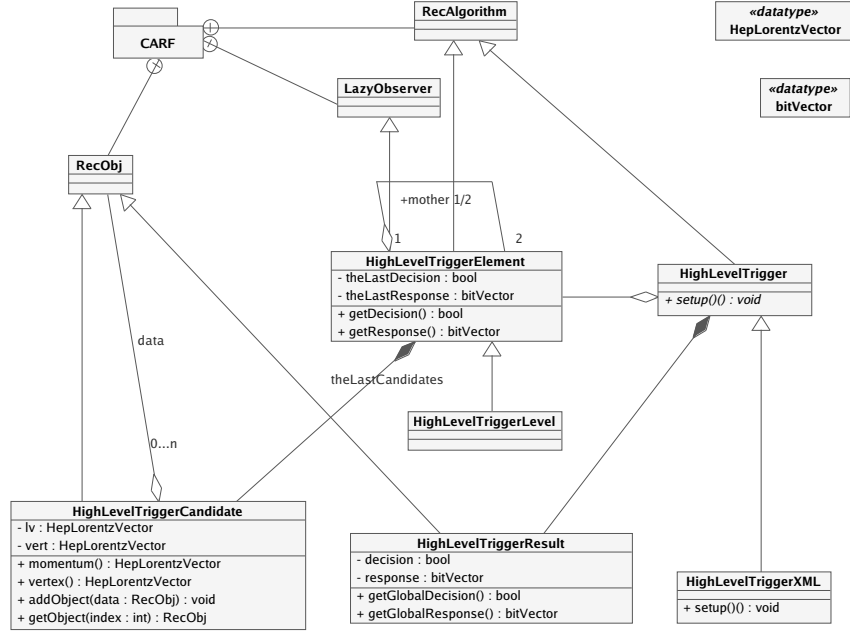 RecAlgorithm
«datatype»
HepLorentzVector
CARF
«datatype»
bitVector
LazyObserver
RecObj
+mother 1/2
1
2
HighLevelTriggerElement
- theLastDecision : bool
- theLastResponse : bitVector
+ getDecision() : bool
+ getResponse() : bitVector
HighLevelTrigger
+ setup()() : void
data
theLastCandidates
HighLevelTriggerLevel
0...n
HighLevelTriggerCandidate
- lv : HepLorentzVector
- vert : HepLorentzVector
+ momentum() : HepLorentzVector
+ vertex() : HepLorentzVector
+ addObject(data : RecObj) : void
+ getObject(index : int) : RecObj
HighLevelTriggerResult
- decision : bool
- response : bitVector
+ getGlobalDecision() : bool
+ getGlobalResponse() : bitVector
HighLevelTriggerXML
+ setup()() : void